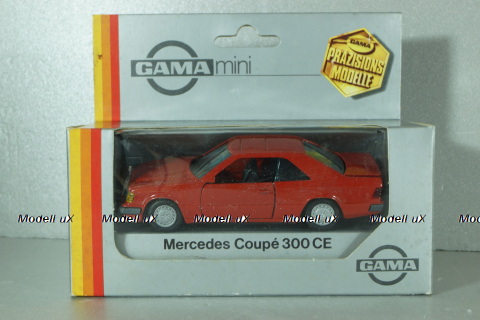 GAMA mini
GAMA
PRÄZISIONS
MODELLE
Modell uX Modell uX Modell uX Modell uX Modell uX Mod
Mercedes Coupé 300 CE
GAMA